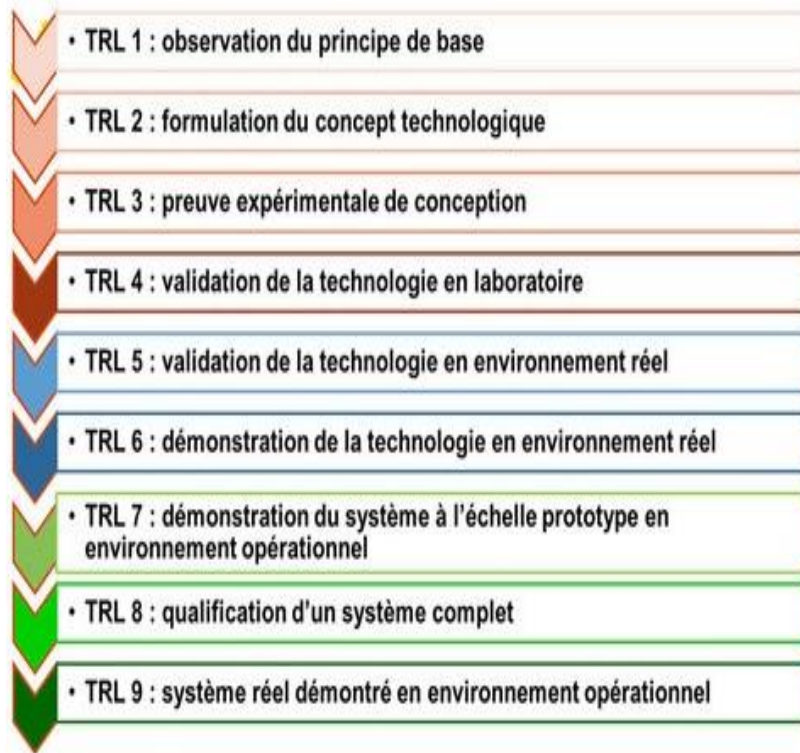 • TRL 1 : observation du principe de base
• TRL 2 : formulation du concept technologique
• TRL 3 : preuve expérimentale de conception
• TRL 4 : validation de la technologie en laboratoire
• TRL 5 : validation de la technologie en environnement réel
• TRL 6 : démonstration de la technologie en environnement réel
• TRL 7 : démonstration du système à l'échelle prototype en
environnement opérationnel
• TRL 8 : qualification d'un système complet
• TRL 9 : système réel démontré en environnement opérationnel